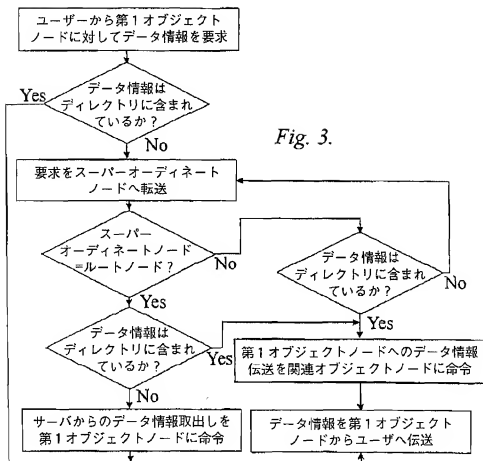 ユーザーから第1オブジェクト
ノードに対してデータ情報を要求
データ情報は
ディレクトリに含まれ
ているか？
Yes
No
Fig. 3.
要求をスーパーオーディネート
ノードへ転送
スーパー
オーディネートノード
=ルートノード？
No
Yes
データ情報は
ディレクトリに含まれ
ているか？
No
Yes
データ情報は
ディレクトリに含まれ
ているか？
Yes
No
第1オブジェクトノードへのデータ情報
伝送を関連オブジェクトノードに命令
サーバからのデータ情報取出しを
第1オブジェクトノードに命令
データ情報を第1オブジェクト
ノードからユーザへ伝送